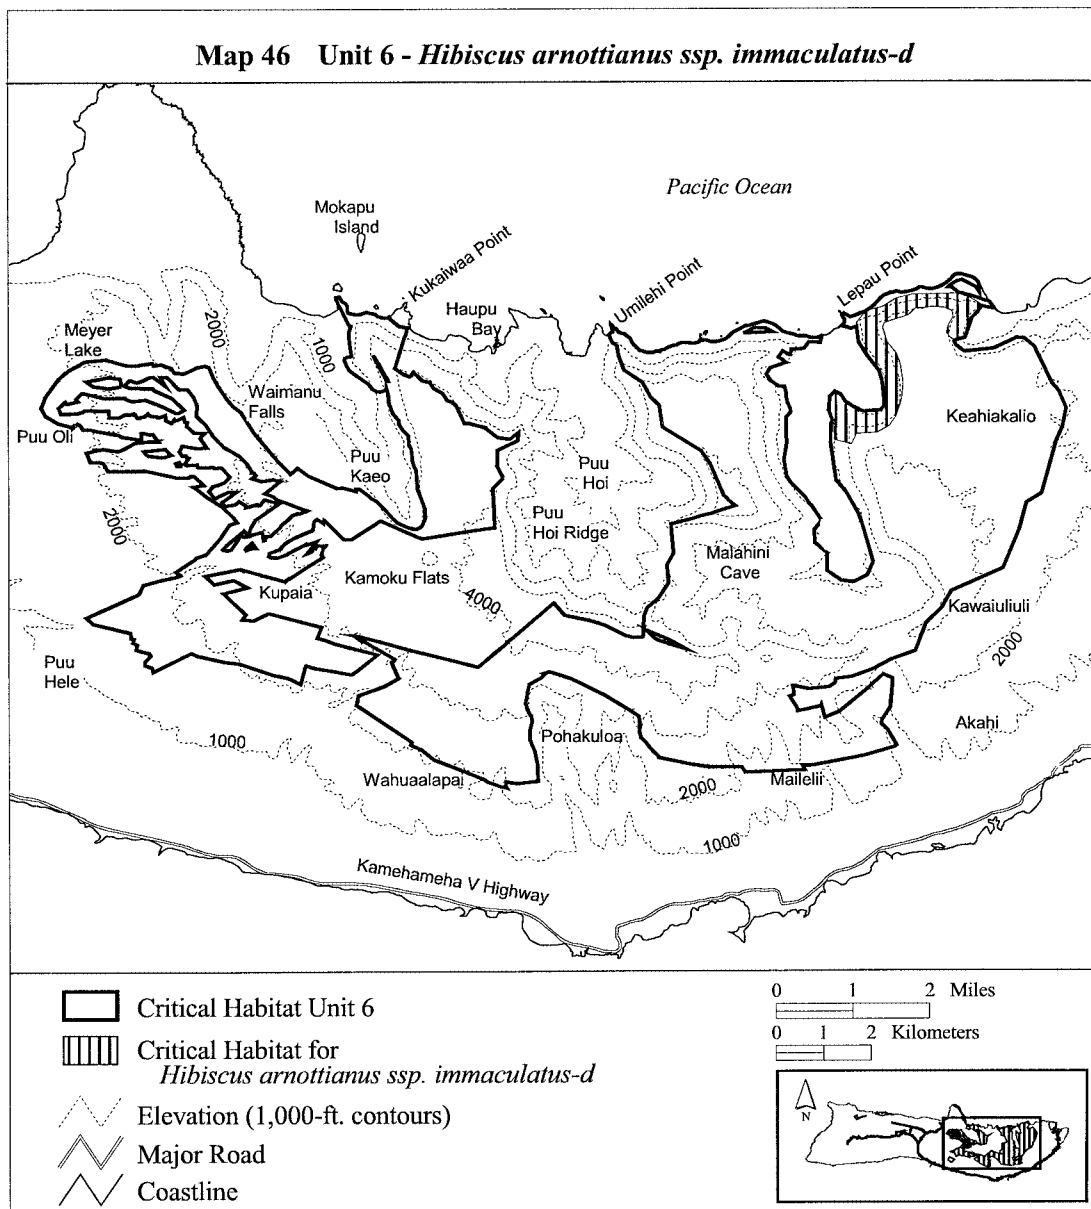 Map 46 Unit 6 - Hibiscus arnottianus ssp. immaculatus-d
Pacific Ocean
Mokapu
Island
Kukaiwaa Point
Haupu
Bay
Umilehi Point
Lepau Point
Meyer
Lake
2000
1000
Waimanu
Falls
Keahiakalio
Puu Oli
Puu
Kaeo
Puu
Hoi
2000
Puu
Hoi Ridge
Malahini
Cave
Kamoku Flats
Kupaia
4000
Kawaiuliuli
2000
Puu
Hele
Akahi
1000
Pohakuloa
Wahuaalapai
Mailelii
2000
1000
Kamehameha V Highway
Critical Habitat Unit 6
Critical Habitat for
Hibiscus arnottianus ssp. immaculatus-d
Elevation (1,000-ft. contours)
Major Road
Coastline
0 1 2 Miles
0 1 2 Kilometers
N